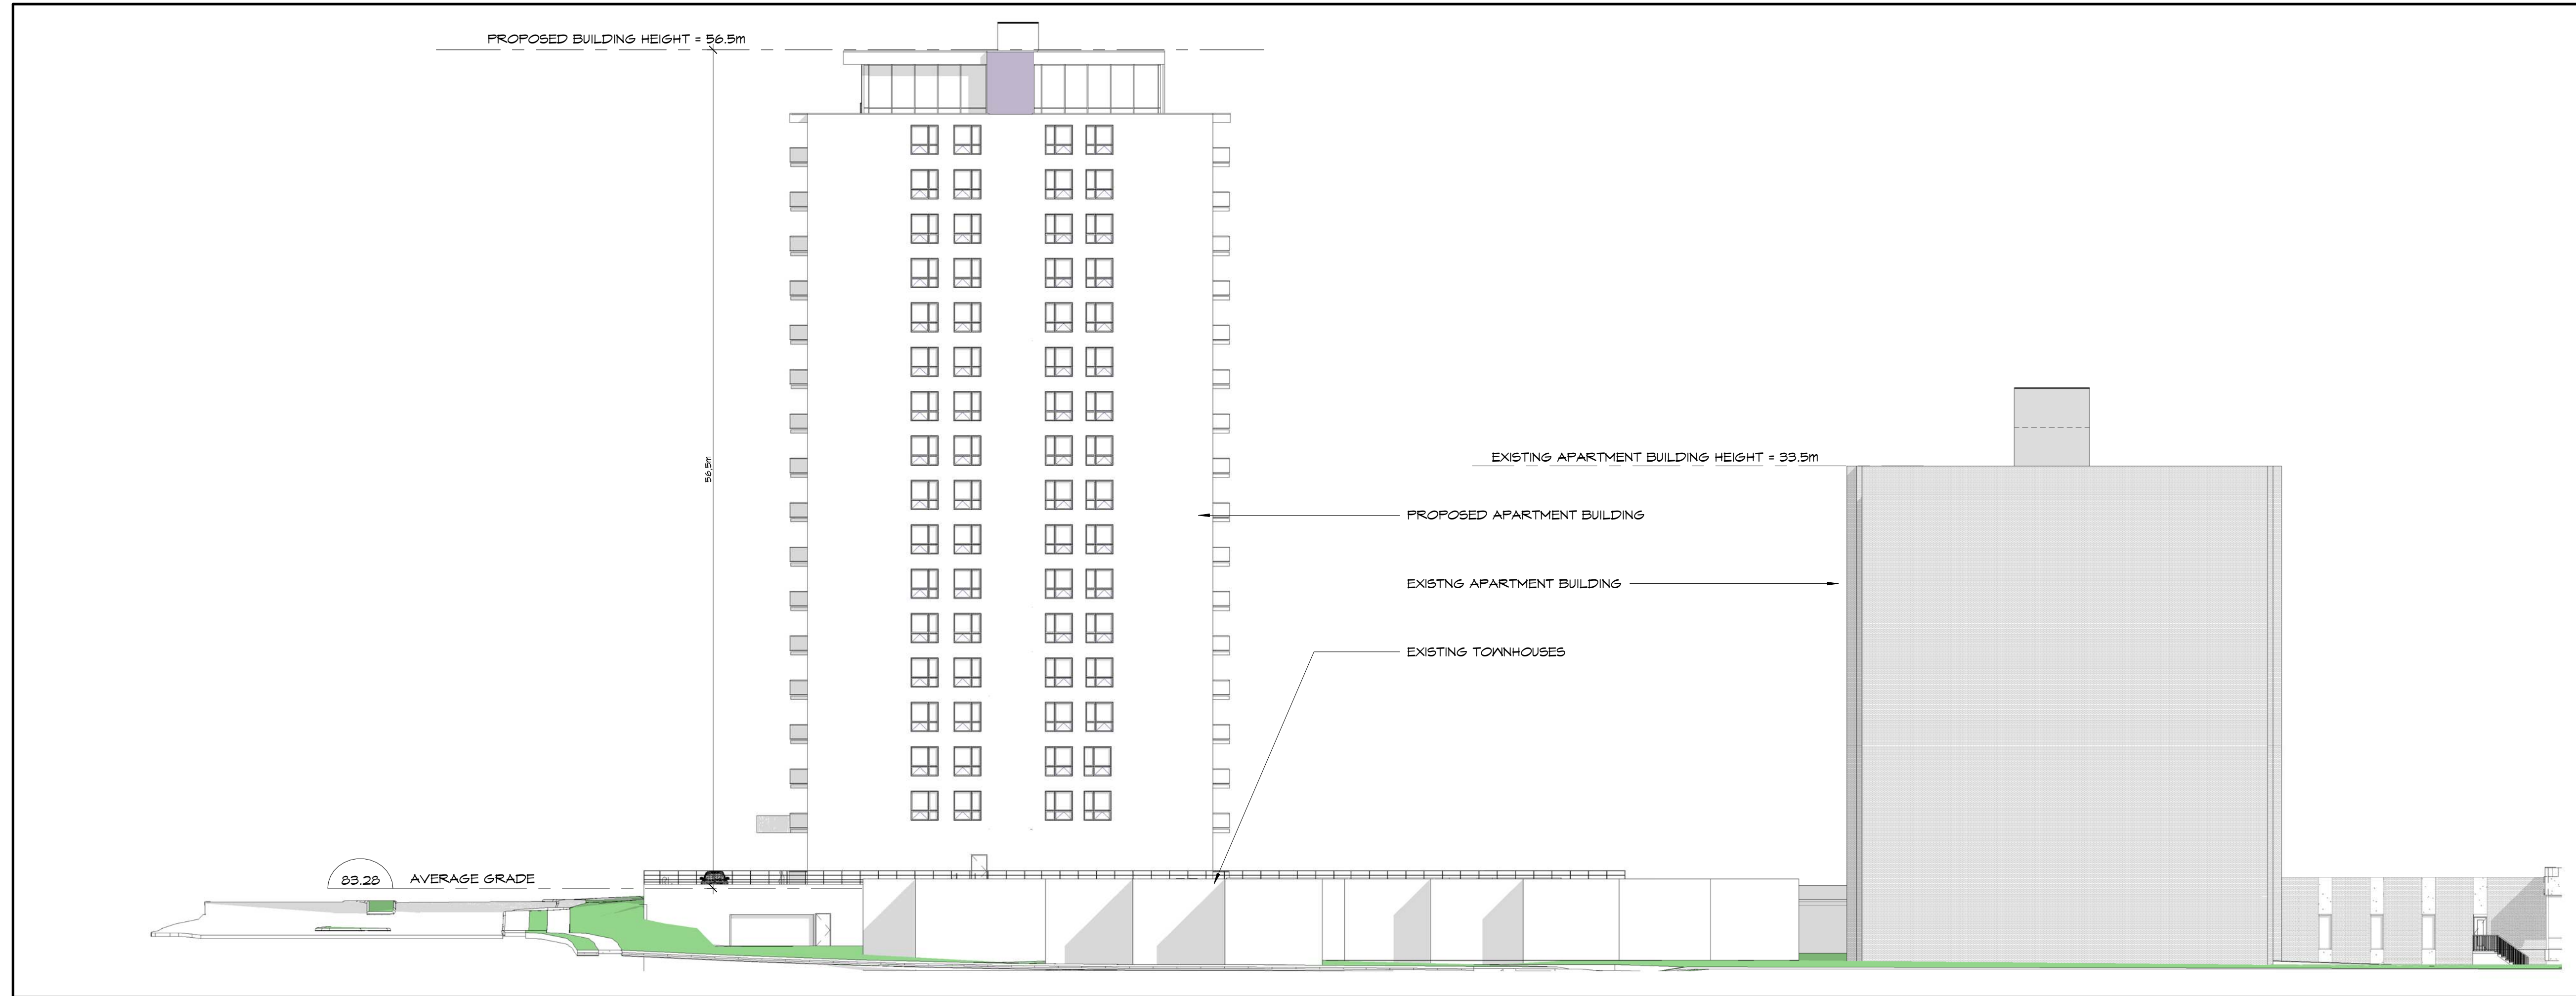 PROPOSED BUILDING HEIGHT = 56.5m
56.5m
EXISTING APARTMENT BUILDING HEIGHT = 33.5m
PROPOSED APARTMENT BUILDING
EXISTNG APARTMENT BUILDING
EXISTING TOWNHOUSES
83.28 AVERAGE GRADE